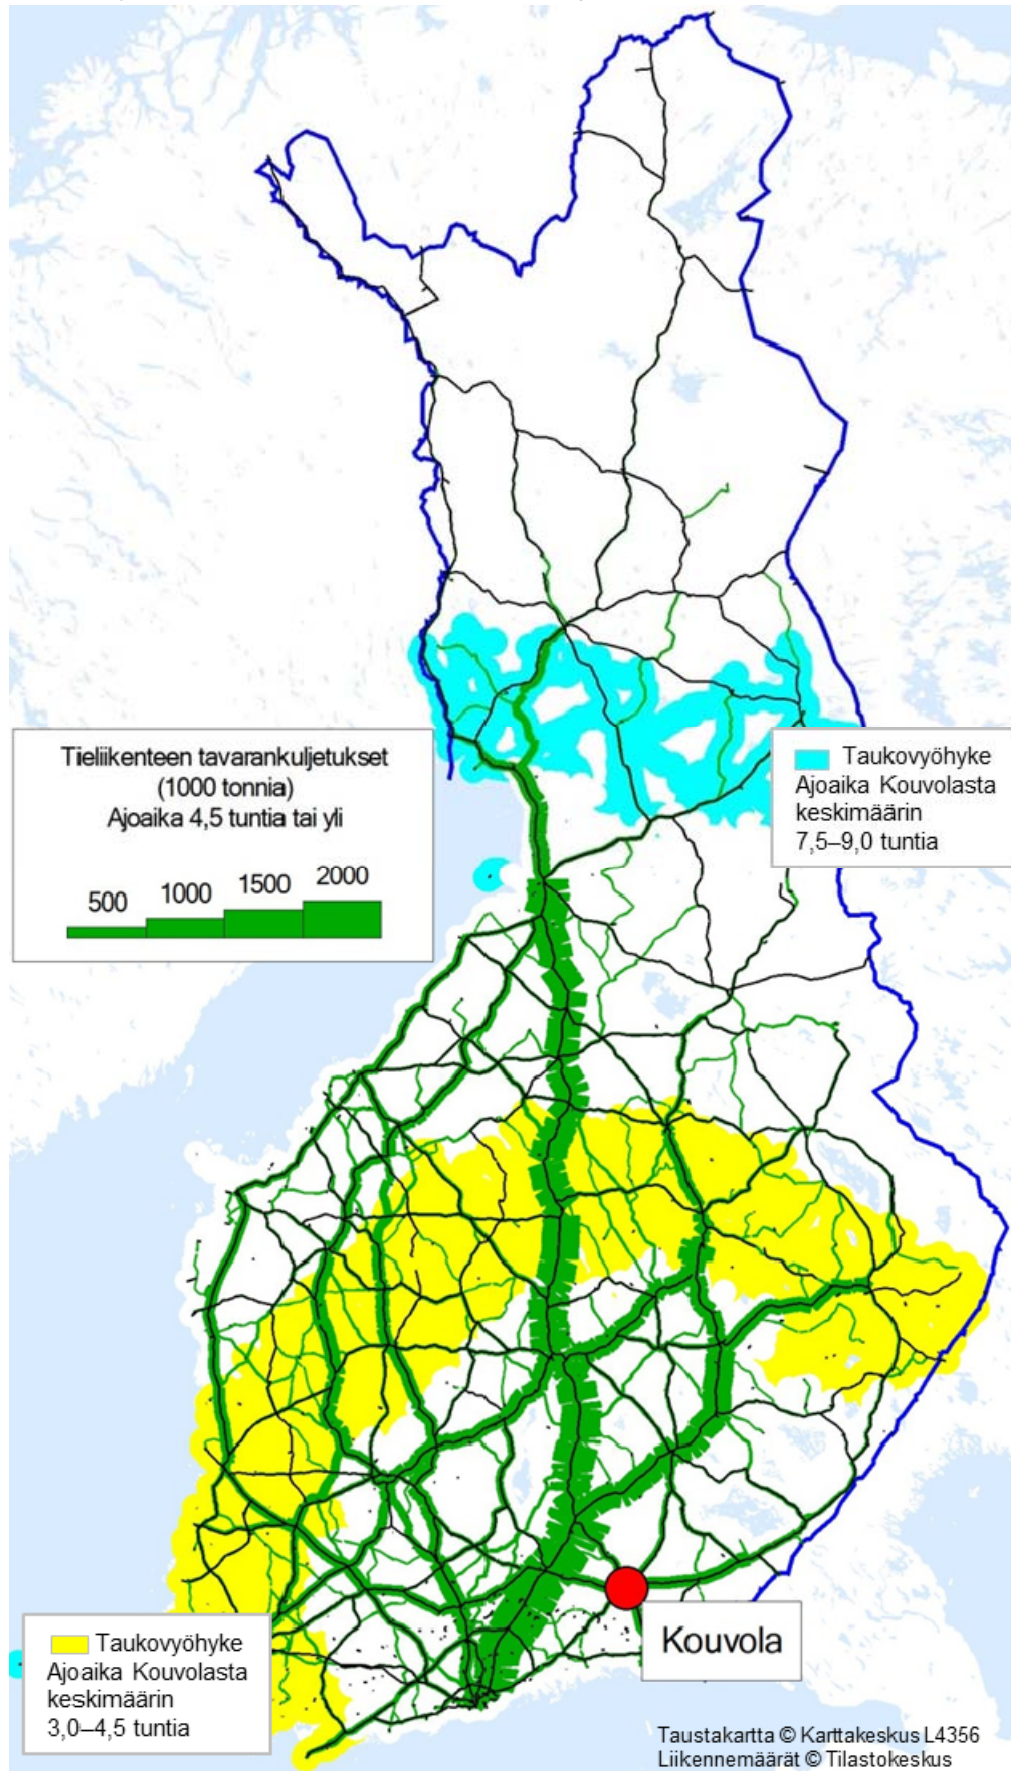 Tieliikenteen tavarankuljetukset
(1000 tonnia)
Ajoaika 4,5 tuntia tai yli
500 1000 1500 2000
Taukovyöhyke
Ajoaika Kouvolasta
keskimäärin
7,5–9,0 tuntia
Taukovyöhyke
Ajoaika Kouvolasta
keskimäärin
3,0–4,5 tuntia
Kouvola
Taustakartta © Karttakeskus L4356
Liikennemäärät © Tilastokeskus